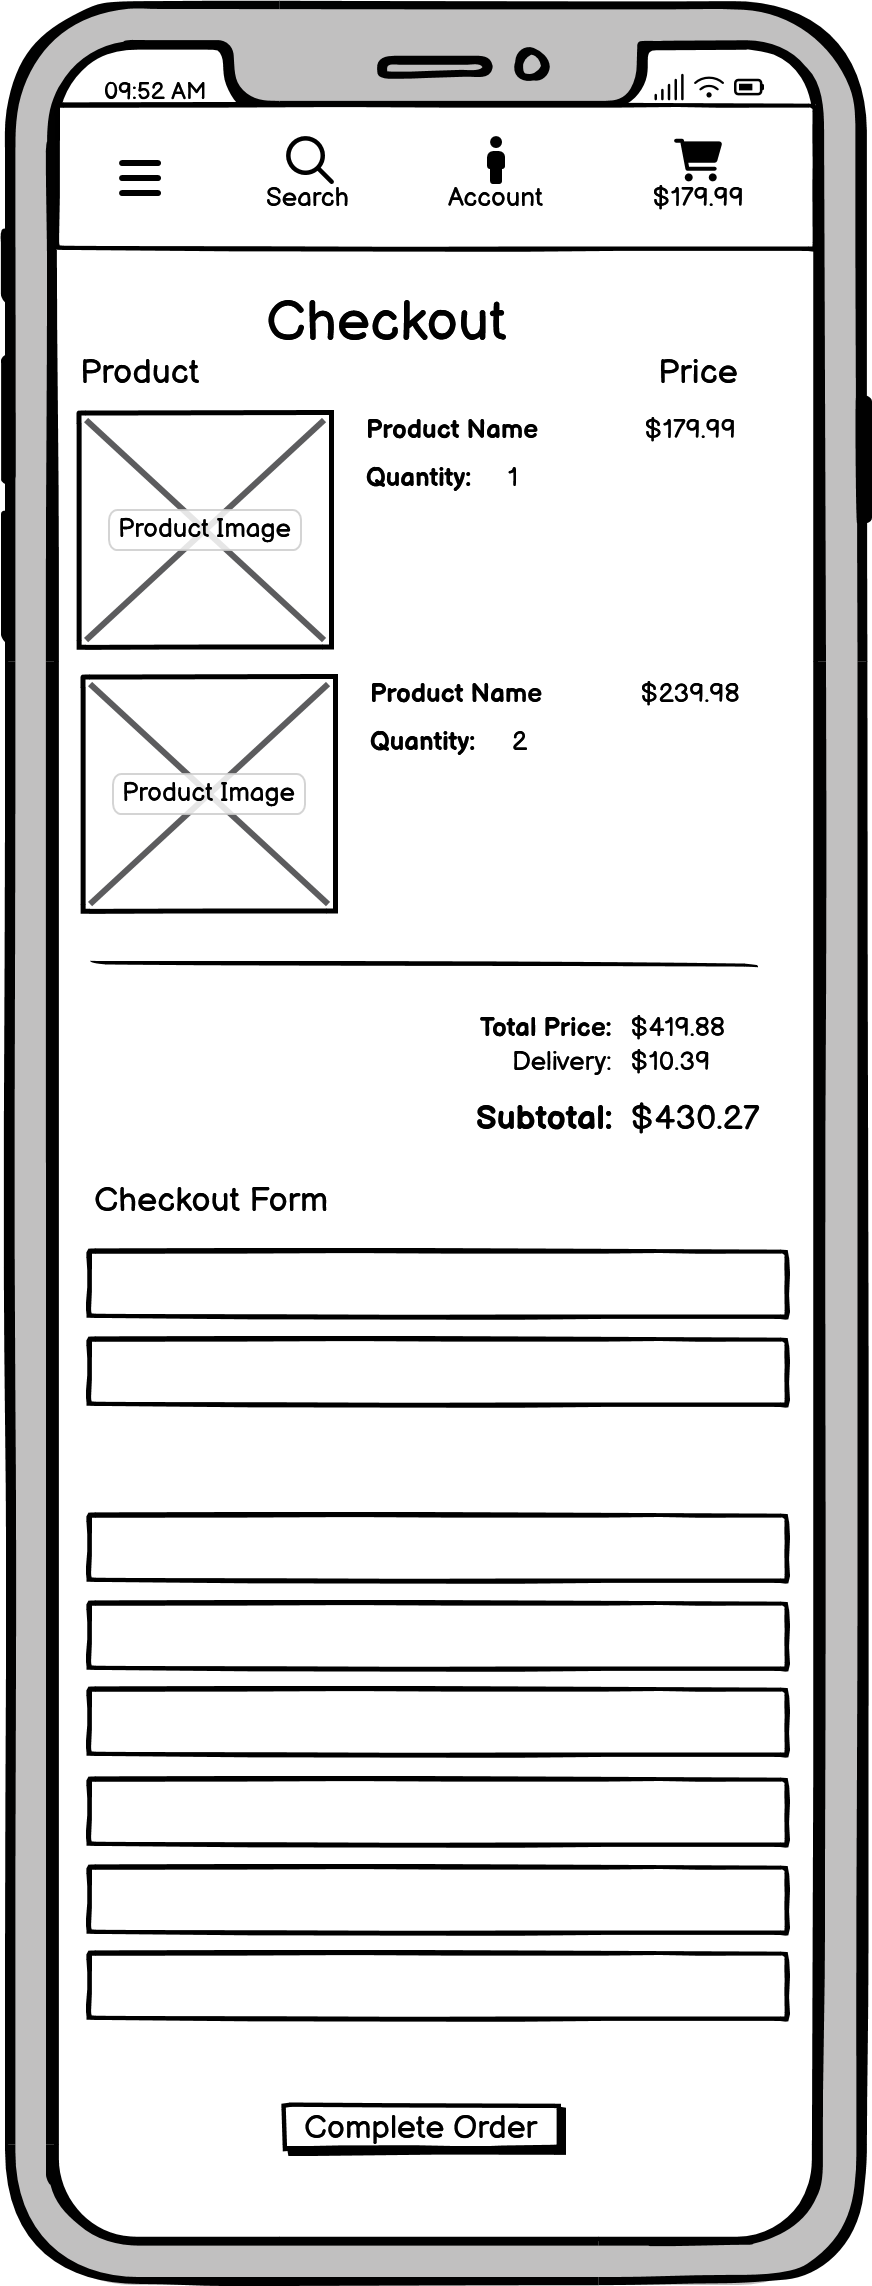 09:52 AM
Search
Account
$179.99
Checkout
Product
Price
Product Name $179.99
Quantity: 1
Product Image
Product Name $239.98
Quantity: 2
Product Image
Total Price: $419.88
Delivery: $10.39
Subtotal: $430.27
Checkout Form
Complete Order